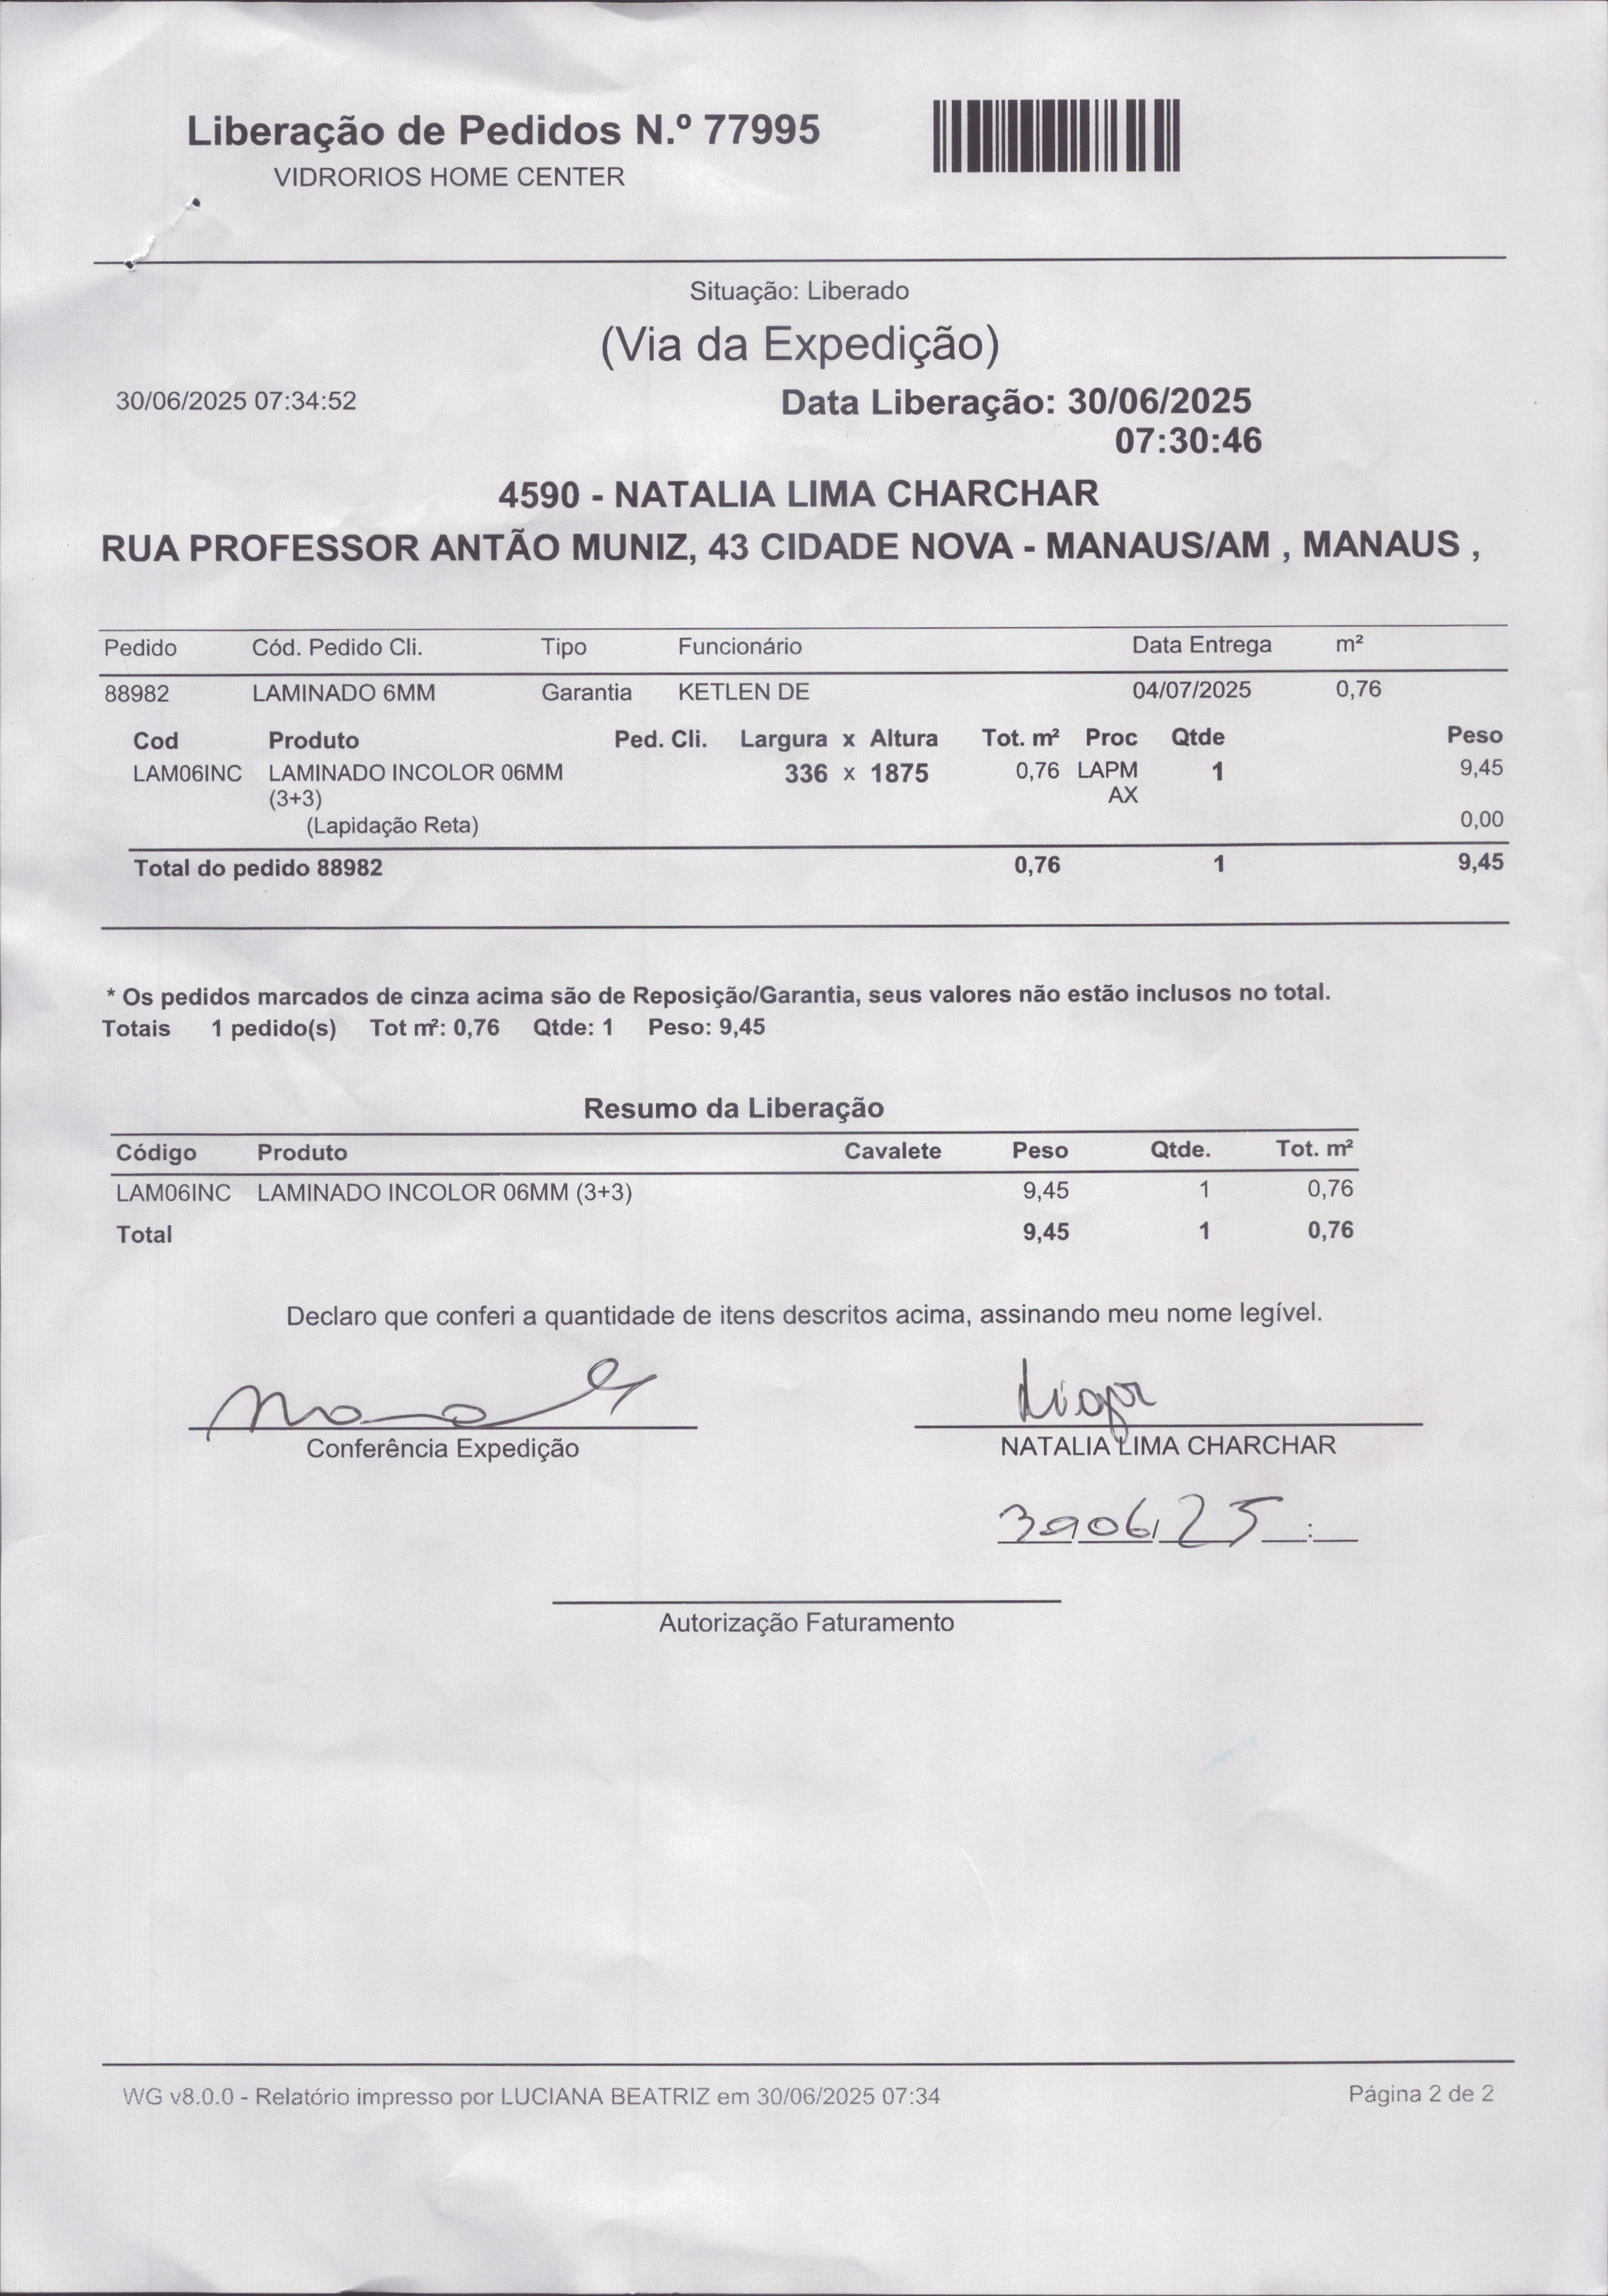 Liberação de Pedidos N.º 77995
VIDRORIOS HOME CENTER
Situação: Liberado
(Via da Expedição)
30/06/2025 07:34:52 Data Liberação: 30/06/2025
07:30:46
4590 - NATALIA LIMA CHARCHAR
RUA PROFESSOR ANTÃO MUNIZ, 43 CIDADE NOVA - MANAUS/AM , MANAUS ,
Pedido Cód. Pedido Cli. Tipo Funcionário Data Entrega m²
88982 LAMINADO 6MM Garantia KETLEN DE 04/07/2025 0,76
Cod Produto Ped. Cli. Largura x Altura Tot. m² Proc Qtde Peso
LAM06INC LAMINADO INCOLOR 06MM 336 x 1875 0,76 LAPM 1 9,45
(3+3) AX
(Lapidação Reta) 0,00
Total do pedido 88982 0,76 1 9,45
* Os pedidos marcados de cinza acima são de Reposição/Garantia, seus valores não estão inclusos no total.
Totais 1 pedido(s) Tot m²: 0,76 Qtde: 1 Peso: 9,45
Resumo da Liberação
Código Produto Cavalete Peso Qtde. Tot. m²
LAM06INC LAMINADO INCOLOR 06MM (3+3) 9,45 1 0,76
Total 9,45 1 0,76
Declaro que conferi a quantidade de itens descritos acima, assinando meu nome legível.
Conferência Expedição NATALIA LIMA CHARCHAR
30/06/25 :
Autorização Faturamento
WG v8.0.0 - Relatório impresso por LUCIANA BEATRIZ em 30/06/2025 07:34 Página 2 de 2